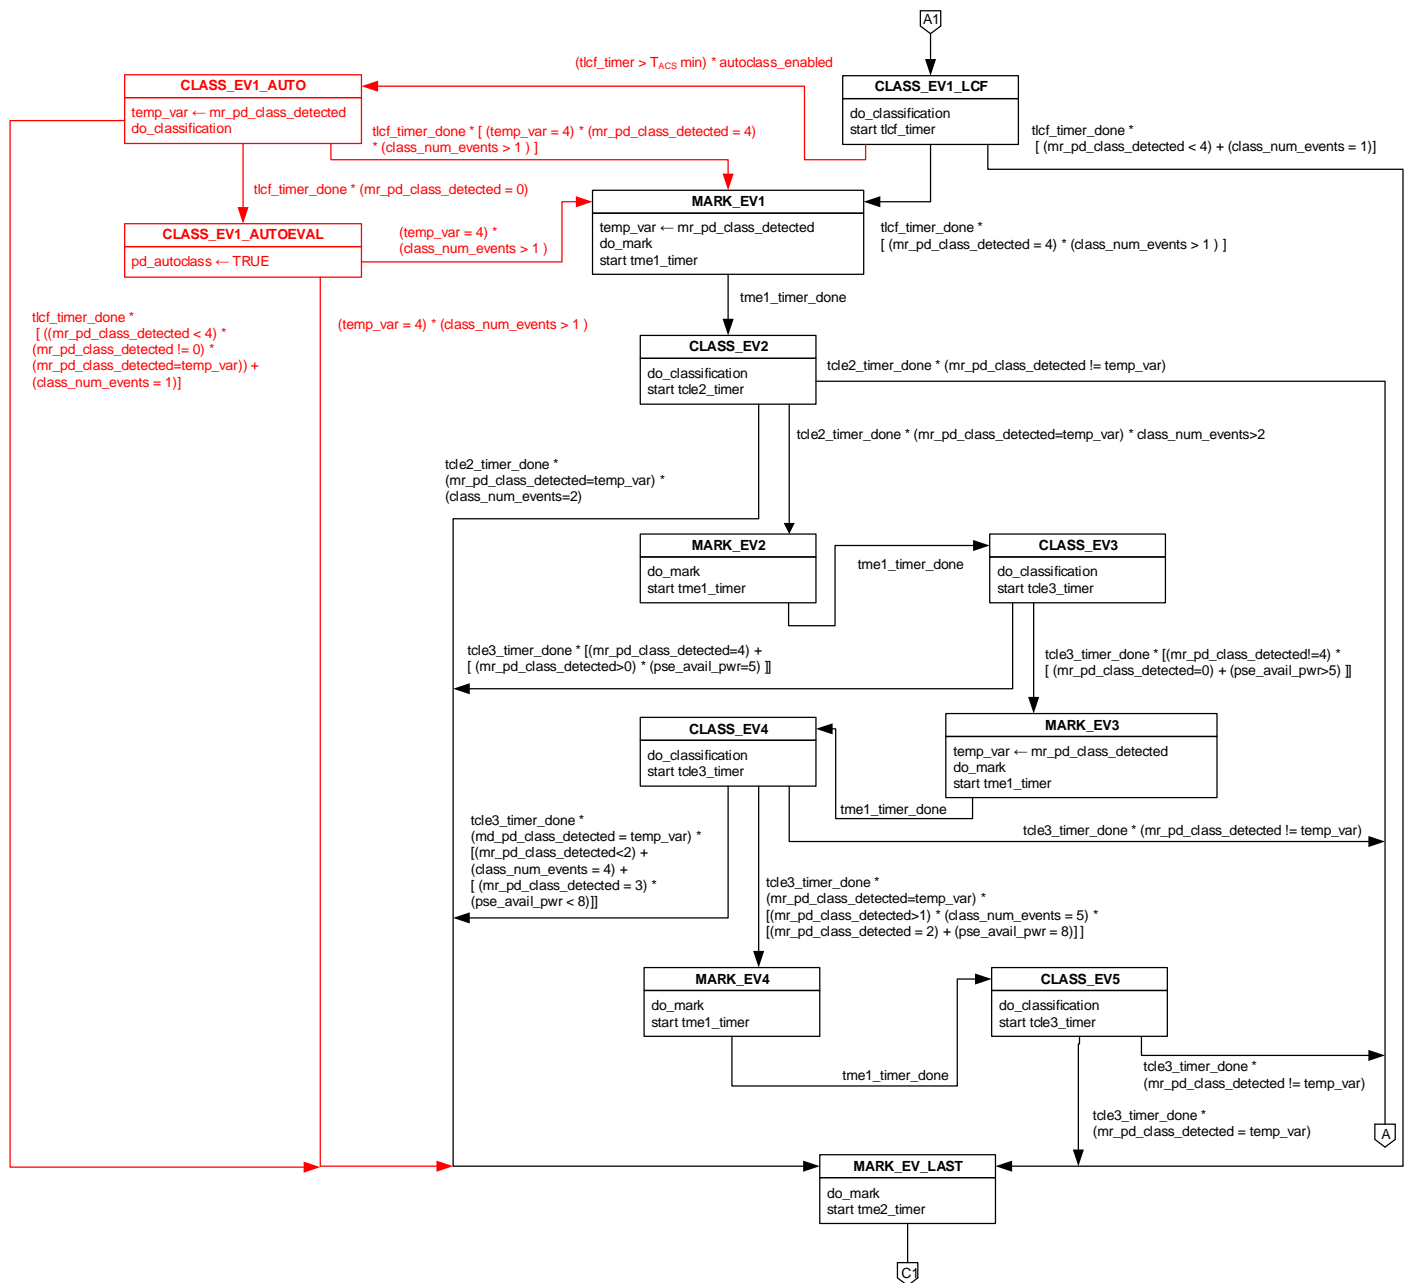 A1
(tlcf_timer > TACS min) * autoclass_enabled
CLASS_EV1_AUTO
temp_var ← mr_pd_class_detected
do_classification
CLASS_EV1_LCF
do_classification
start tlcf_timer
tlcf_timer_done *
[ (mr_pd_class_detected < 4) + (class_num_events = 1)]
tlcf_timer_done * [ (temp_var = 4) * (mr_pd_class_detected = 4)
* (class_num_events > 1 ) ]
tlcf_timer_done * (mr_pd_class_detected = 0)
MARK_EV1
temp_var ← mr_pd_class_detected
do_mark
start tme1_timer
tlcf_timer_done *
[ (mr_pd_class_detected = 4) * (class_num_events > 1 ) ]
CLASS_EV1_AUTOEVAL
pd_autoclass ← TRUE
(temp_var = 4) *
(class_num_events > 1 )
tme1_timer_done
tlcf_timer_done *
[ ((mr_pd_class_detected < 4) *
(mr_pd_class_detected != 0) *
(mr_pd_class_detected=temp_var)) +
(class_num_events = 1)]
(temp_var = 4) * (class_num_events > 1 )
CLASS_EV2
do_classification
start tcle2_timer
tcle2_timer_done * (mr_pd_class_detected != temp_var)
tcle2_timer_done * (mr_pd_class_detected=temp_var) * class_num_events>2
tcle2_timer_done *
(mr_pd_class_detected=temp_var) *
(class_num_events=2)
MARK_EV2
do_mark
start tme1_timer
tme1_timer_done
CLASS_EV3
do_classification
start tcle3_timer
tcle3_timer_done * [(mr_pd_class_detected=4) +
[ (mr_pd_class_detected>0) * (pse_avail_pwr=5) ]]
tcle3_timer_done * [(mr_pd_class_detected!=4) *
[ (mr_pd_class_detected=0) + (pse_avail_pwr>5) ]]
CLASS_EV4
do_classification
start tcle3_timer
MARK_EV3
temp_var ← mr_pd_class_detected
do_mark
start tme1_timer
tme1_timer_done
tcle3_timer_done *
(md_pd_class_detected = temp_var) *
[(mr_pd_class_detected<2) +
(class_num_events = 4) +
[ (mr_pd_class_detected = 3) *
(pse_avail_pwr < 8)]]
tcle3_timer_done * (mr_pd_class_detected != temp_var)
tcle3_timer_done *
(mr_pd_class_detected=temp_var) *
[(mr_pd_class_detected>1) * (class_num_events = 5) *
[(mr_pd_class_detected = 2) + (pse_avail_pwr = 8)] ]
MARK_EV4
do_mark
start tme1_timer
tme1_timer_done
CLASS_EV5
do_classification
start tcle3_timer
tcle3_timer_done *
(mr_pd_class_detected != temp_var)
tcle3_timer_done *
(mr_pd_class_detected = temp_var)
A
MARK_EV_LAST
do_mark
start tme2_timer
C1